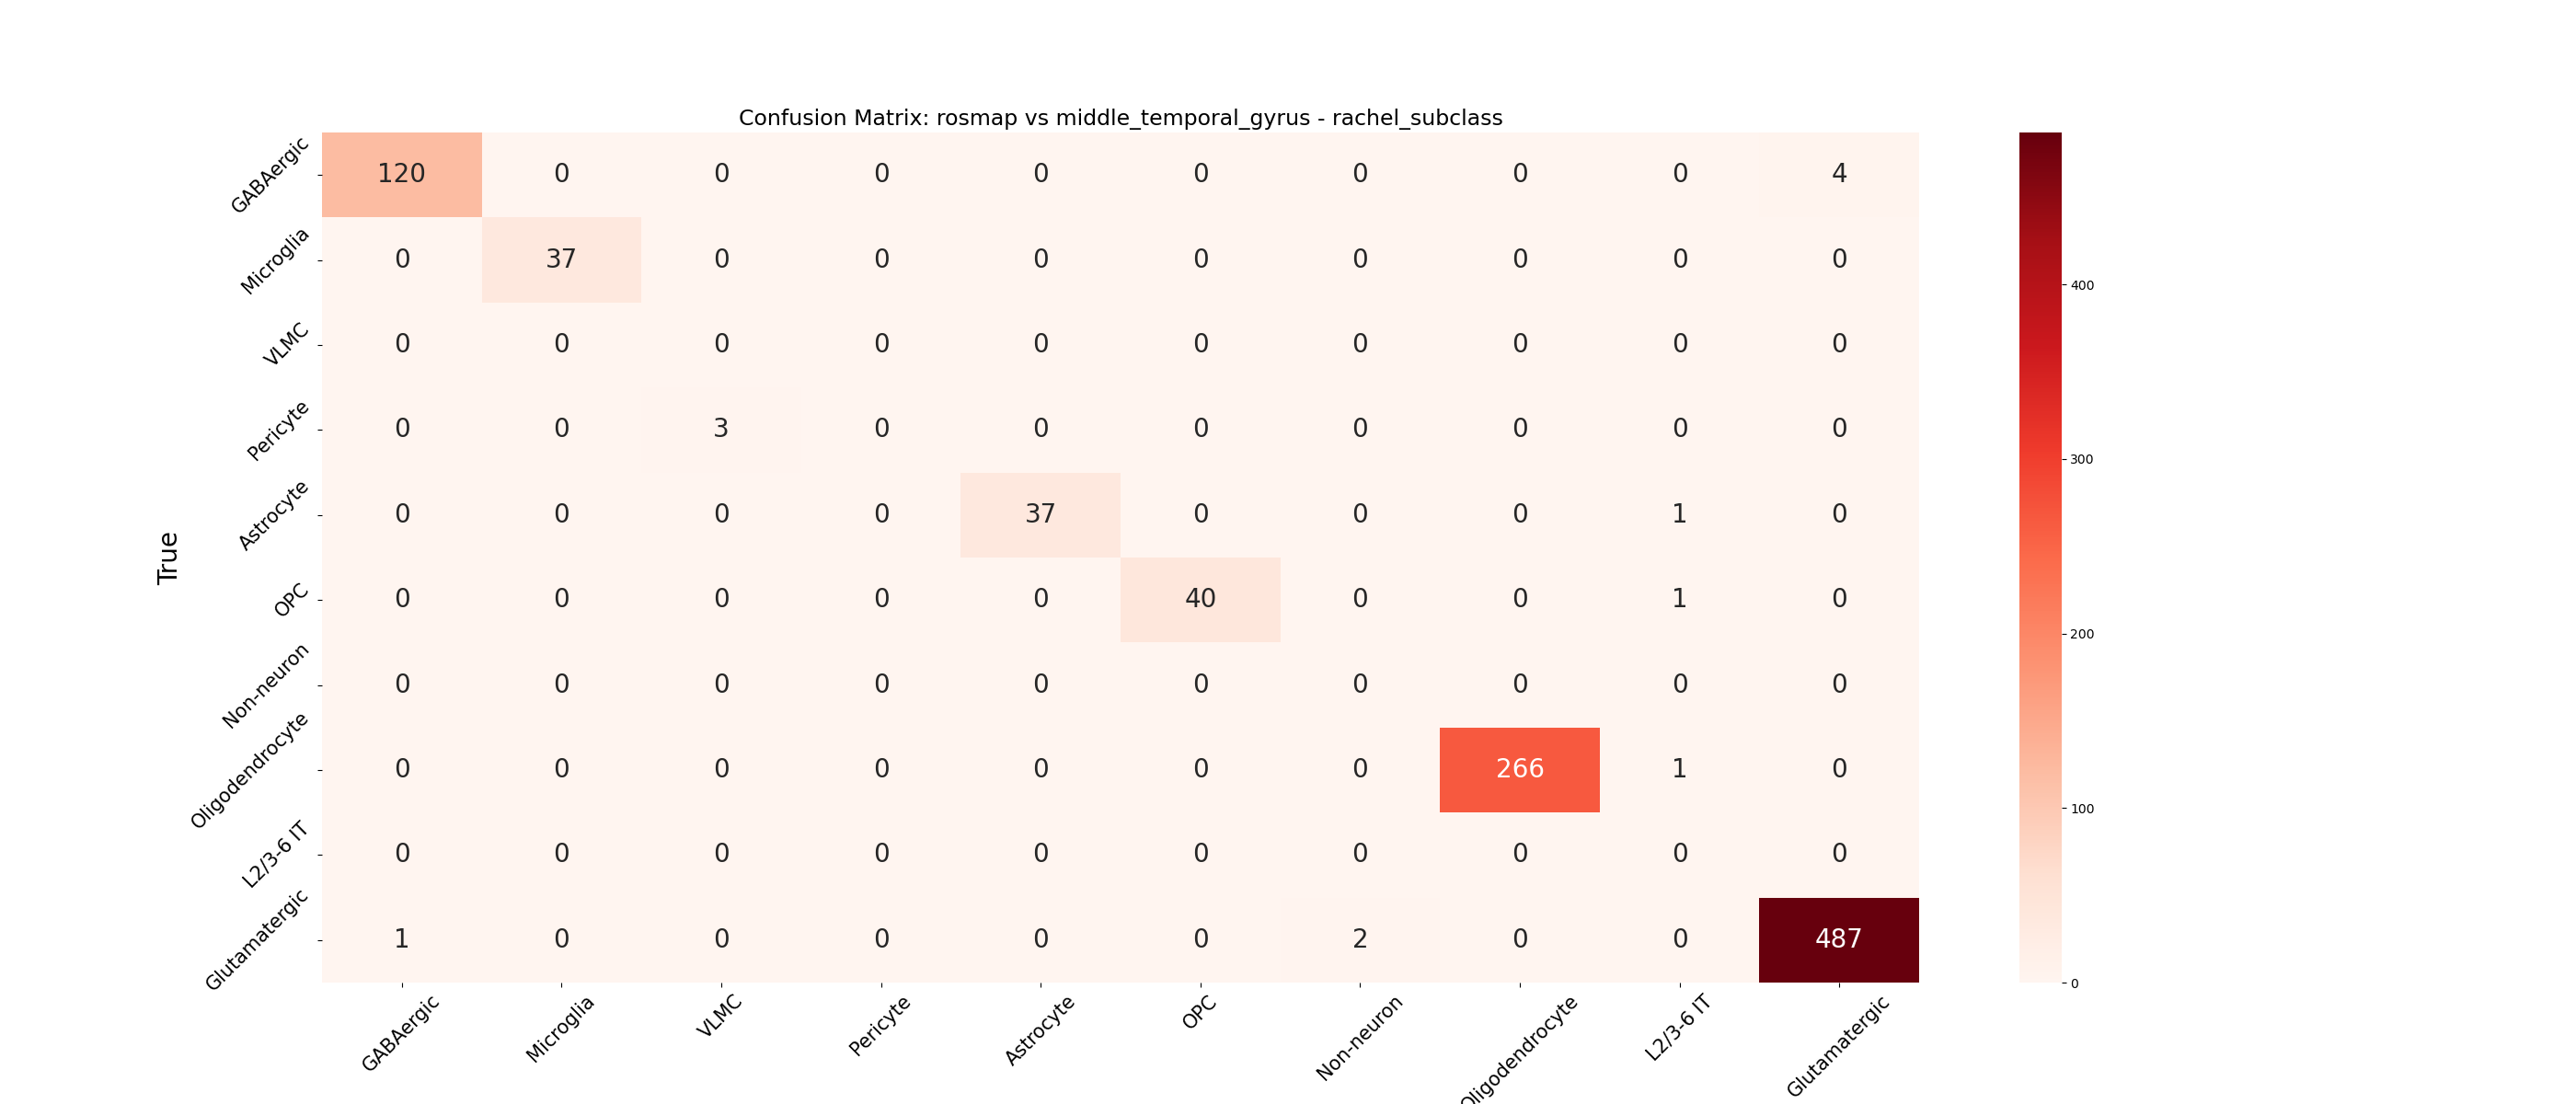 Confusion Matrix: rosmap vs middle_temporal_gyrus - rachel_subclass
GABAergic 120 0 0 0 0 0 0 0 0 4
Microglia 0 37 0 0 0 0 0 0 0 0
VLMC 0 0 0 0 0 0 0 0 0 0
Pericyte 0 0 3 0 0 0 0 0 0 0
Astrocyte 0 0 0 0 37 0 0 0 1 0
OPC 0 0 0 0 0 40 0 0 1 0
Non-neuron 0 0 0 0 0 0 0 0 0 0
Oligodendrocyte 0 0 0 0 0 0 0 266 1 0
L2/3-6 IT 0 0 0 0 0 0 0 0 0 0
Glutamatergic 1 0 0 0 0 0 2 0 0 487
True
GABAergic Microglia VLMC Pericyte Astrocyte OPC Non-neuron Oligodendrocyte L2/3-6 IT Glutamatergic
400
300
200
100
0